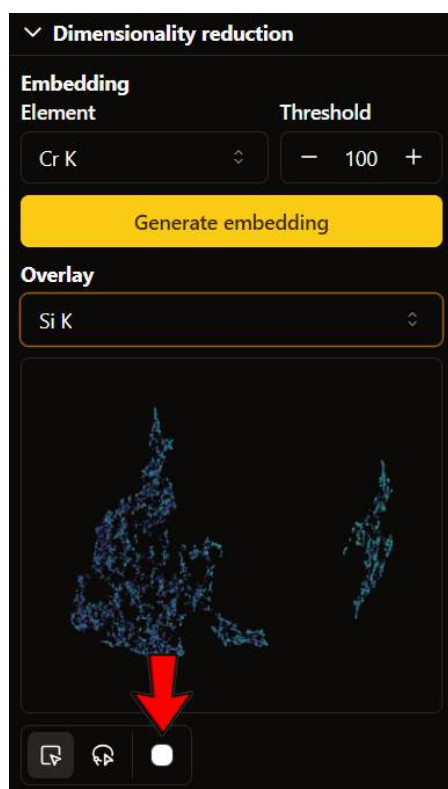 Dimensionality reduction
Embedding
Element Threshold
Cr K − 100 +
Generate embedding
Overlay
Si K